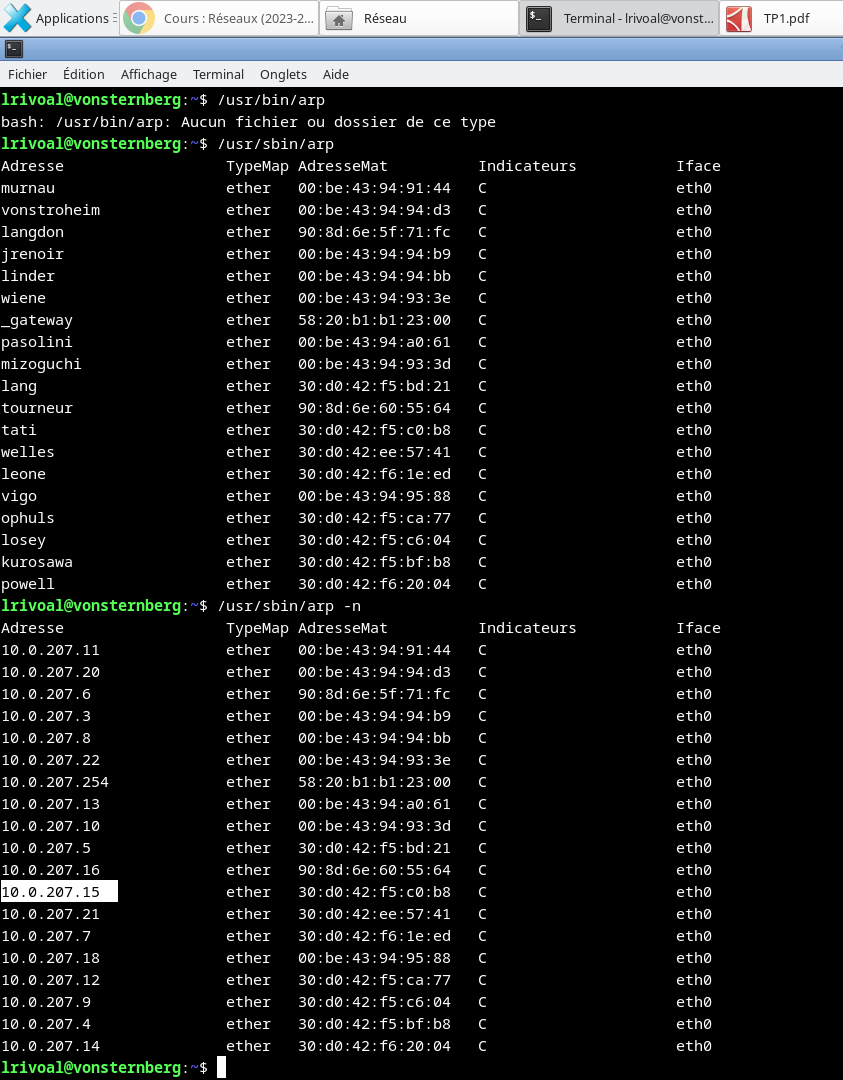 Applications
Cours : Réseaux (2023-2...
Réseau
Terminal - lrivoal@vonst...
TP1.pdf
Fichier Édition Affichage Terminal Onglets Aide
lrivoal@vonsternberg:~$ /usr/bin/arp
bash: /usr/bin/arp: Aucun fichier ou dossier de ce type
lrivoal@vonsternberg:~$ /usr/sbin/arp
Adresse TypeMap AdresseMat Indicateurs Iface
murnau ether 00:be:43:94:91:44 C eth0
vonstroheim ether 00:be:43:94:94:d3 C eth0
langdon ether 90:8d:6e:5f:71:fc C eth0
jrenoir ether 00:be:43:94:94:b9 C eth0
linder ether 00:be:43:94:94:bb C eth0
wiene ether 00:be:43:94:93:3e C eth0
_gateway ether 58:20:b1:b1:23:00 C eth0
pasolini ether 00:be:43:94:a0:61 C eth0
mizoguchi ether 00:be:43:94:93:3d C eth0
lang ether 30:d0:42:f5:bd:21 C eth0
tourneur ether 90:8d:6e:60:55:64 C eth0
tati ether 30:d0:42:f5:c0:b8 C eth0
welles ether 30:d0:42:ee:57:41 C eth0
leone ether 30:d0:42:f6:1e:ed C eth0
vigo ether 00:be:43:94:95:88 C eth0
ophuls ether 30:d0:42:f5:ca:77 C eth0
losey ether 30:d0:42:f5:c6:04 C eth0
kurosawa ether 30:d0:42:f5:bf:b8 C eth0
powell ether 30:d0:42:f6:20:04 C eth0
lrivoal@vonsternberg:~$ /usr/sbin/arp -n
Adresse TypeMap AdresseMat Indicateurs Iface
10.0.207.11 ether 00:be:43:94:91:44 C eth0
10.0.207.20 ether 00:be:43:94:94:d3 C eth0
10.0.207.6 ether 90:8d:6e:5f:71:fc C eth0
10.0.207.3 ether 00:be:43:94:94:b9 C eth0
10.0.207.8 ether 00:be:43:94:94:bb C eth0
10.0.207.22 ether 00:be:43:94:93:3e C eth0
10.0.207.254 ether 58:20:b1:b1:23:00 C eth0
10.0.207.13 ether 00:be:43:94:a0:61 C eth0
10.0.207.10 ether 00:be:43:94:93:3d C eth0
10.0.207.5 ether 30:d0:42:f5:bd:21 C eth0
10.0.207.16 ether 90:8d:6e:60:55:64 C eth0
10.0.207.15 ether 30:d0:42:f5:c0:b8 C eth0
10.0.207.21 ether 30:d0:42:ee:57:41 C eth0
10.0.207.7 ether 30:d0:42:f6:1e:ed C eth0
10.0.207.18 ether 00:be:43:94:95:88 C eth0
10.0.207.12 ether 30:d0:42:f5:ca:77 C eth0
10.0.207.9 ether 30:d0:42:f5:c6:04 C eth0
10.0.207.4 ether 30:d0:42:f5:bf:b8 C eth0
10.0.207.14 ether 30:d0:42:f6:20:04 C eth0
lrivoal@vonsternberg:~$